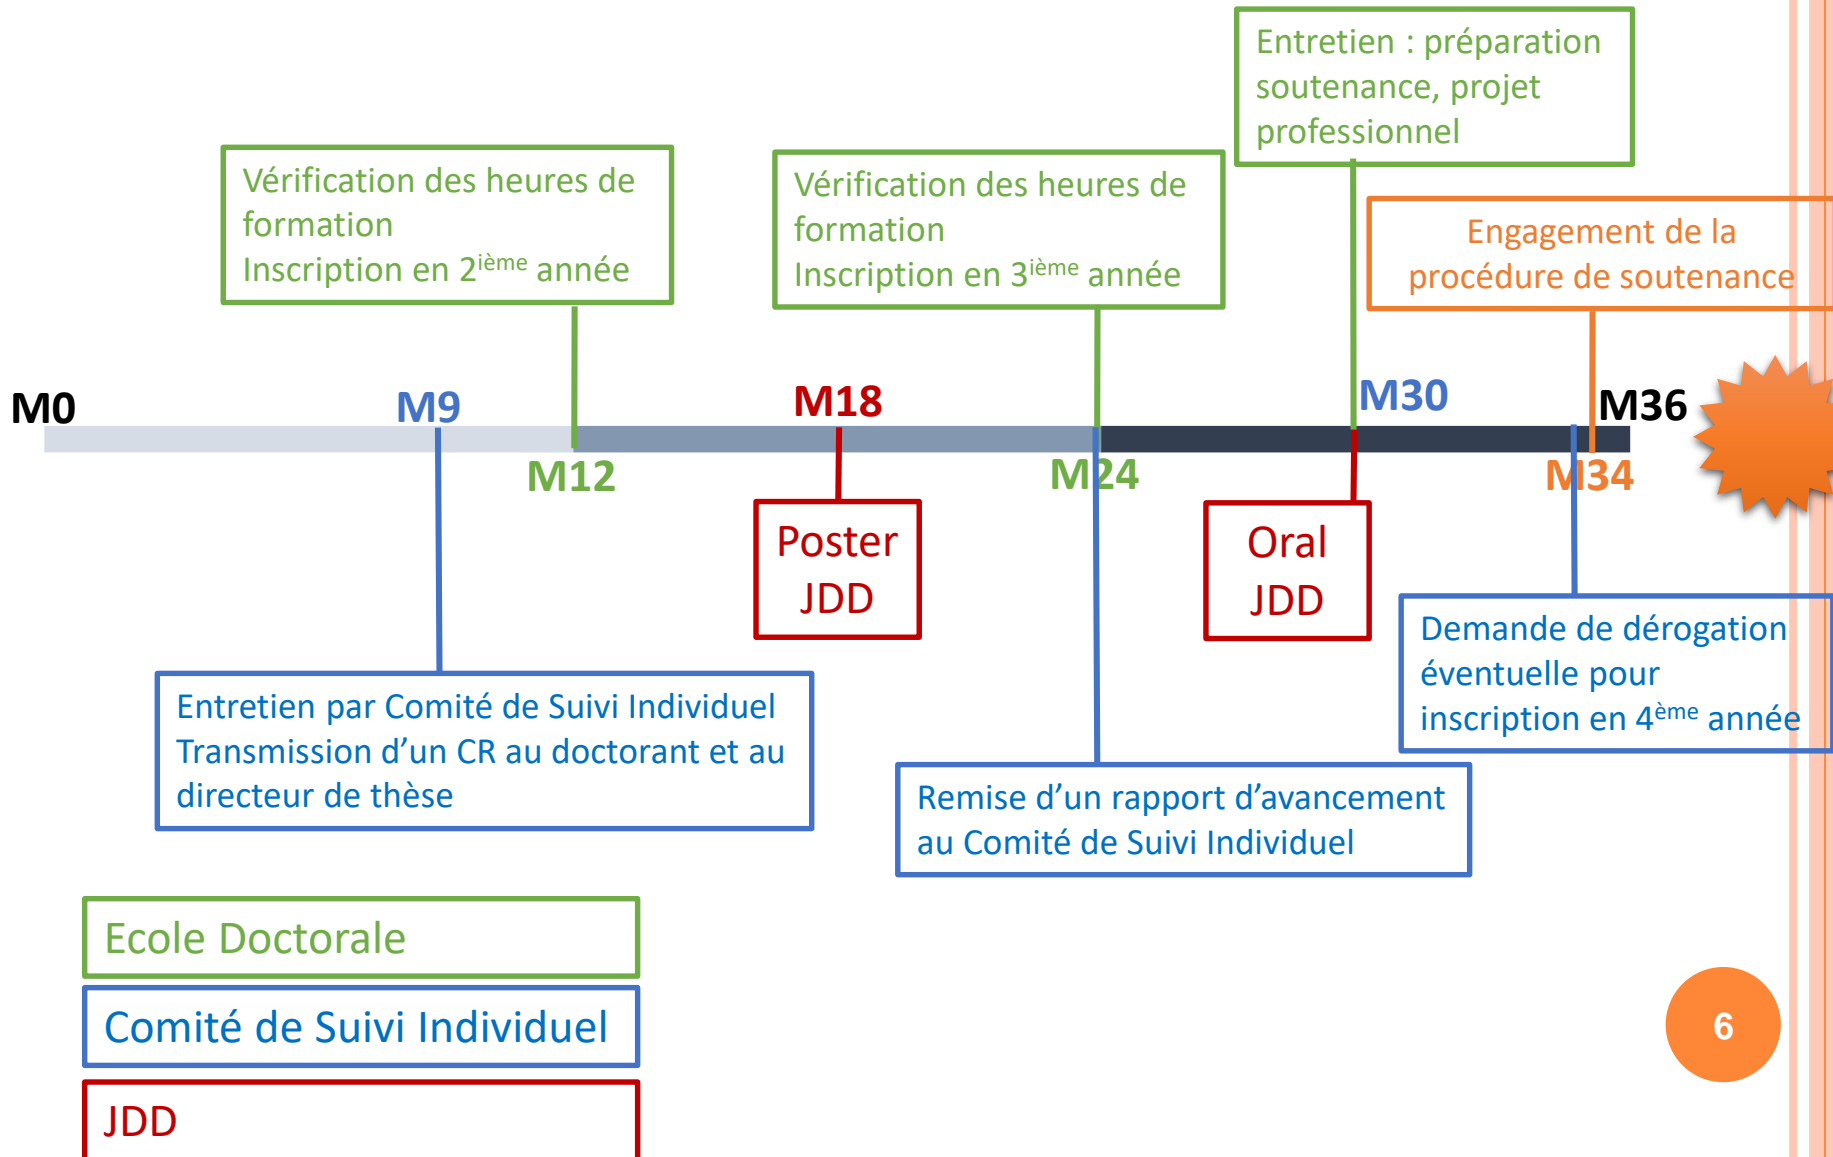 Entretien : préparation
soutenance, projet
professionnel
Vérification des heures de
formation
Inscription en 2ième année
Vérification des heures de
formation
Inscription en 3ième année
Engagement de la
procédure de soutenance
M0
M9
M18
M30
M36
M12
M24
M34
Poster
JDD
Oral
JDD
Entretien par Comité de Suivi Individuel
Transmission d’un CR au doctorant et au
directeur de thèse
Remise d’un rapport d’avancement
au Comité de Suivi Individuel
Demande de dérogation
éventuelle pour
inscription en 4ème année
Ecole Doctorale
Comité de Suivi Individuel
JDD
6